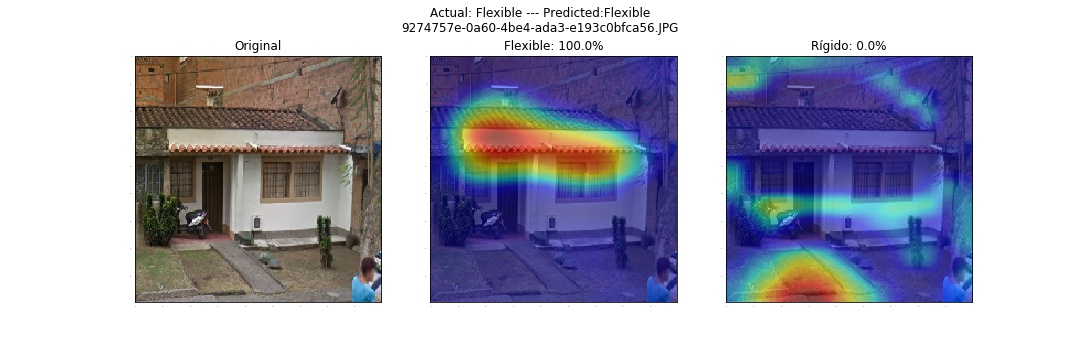 Actual: Flexible --- Predicted:Flexible
9274757e-0a60-4be4-ada3-e193c0bfca56.JPG
Original
Flexible: 100.0%
Rígido: 0.0%